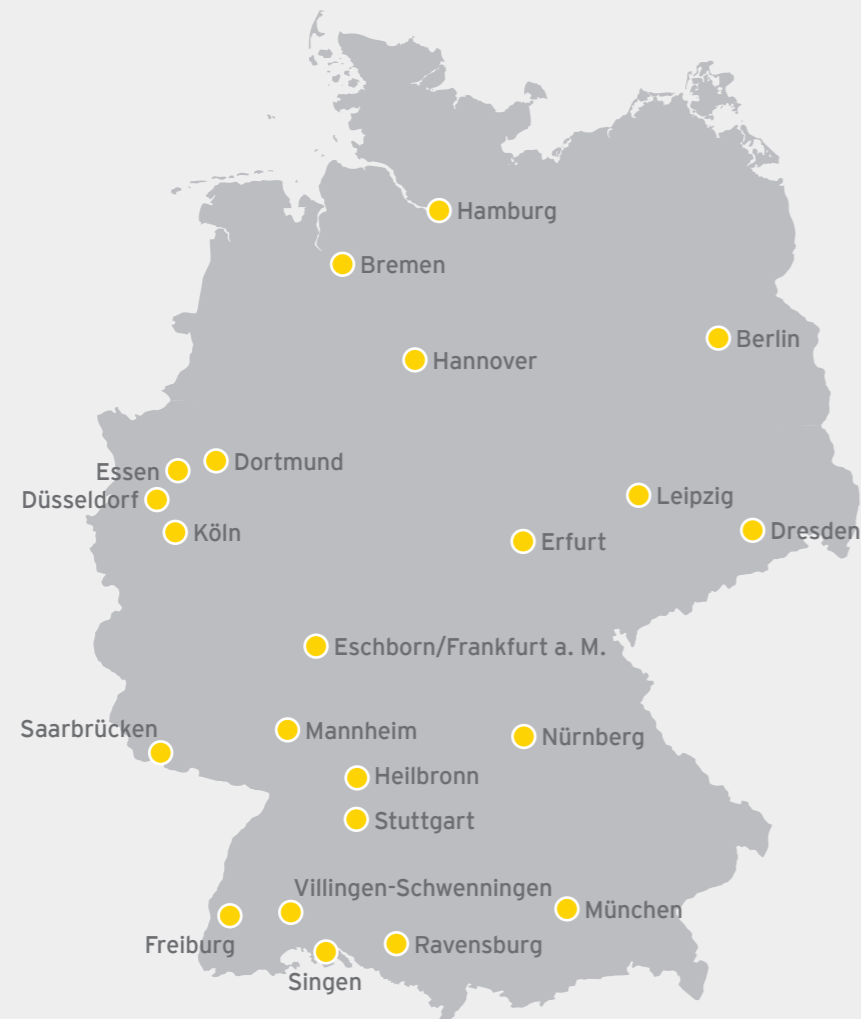 Hamburg
Bremen
Berlin
Hannover
Dortmund
Essen
Düsseldorf
Leipzig
Köln
Dresden
Erfurt
Eschborn/Frankfurt a. M.
Saarbrücken
Mannheim
Nürnberg
Heilbronn
Stuttgart
Villingen-Schwenningen
München
Freiburg
Ravensburg
Singen